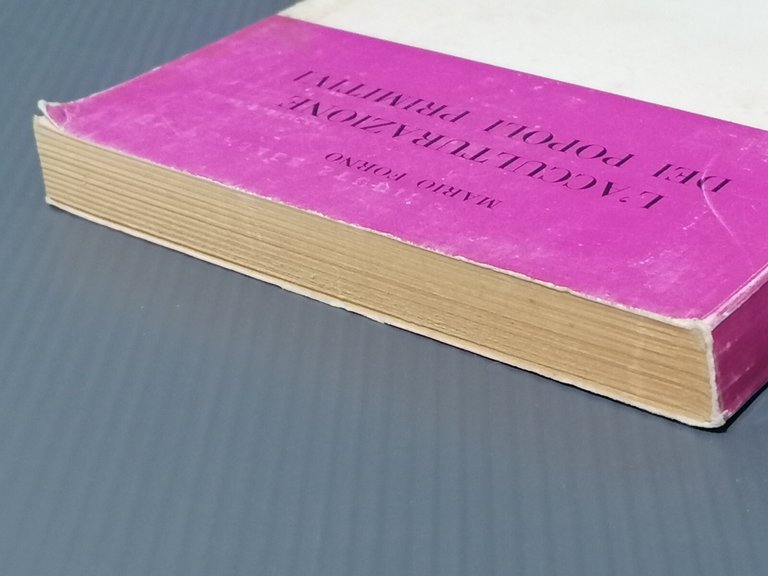 MARIO FORNO
L'ACCULTURAZIONE
DEI POPOLI PRIMITIVI